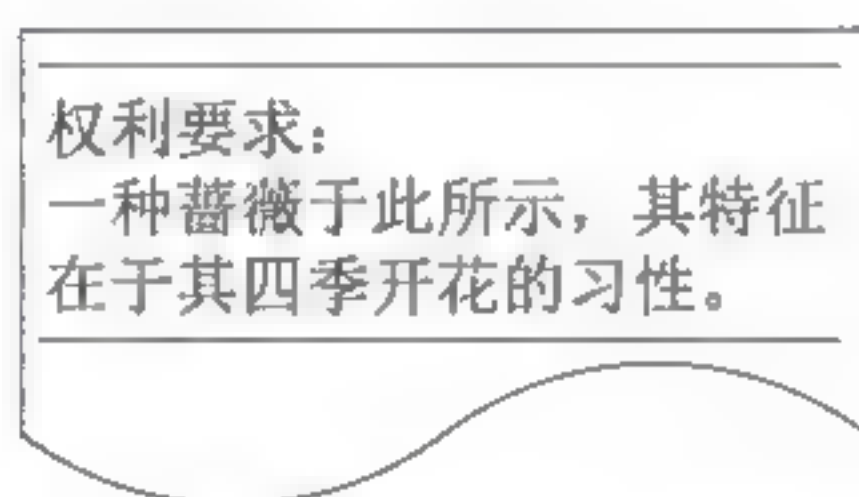 权利要求：
一种蔷薇于此所示，其特征
在于其四季开花的习性。